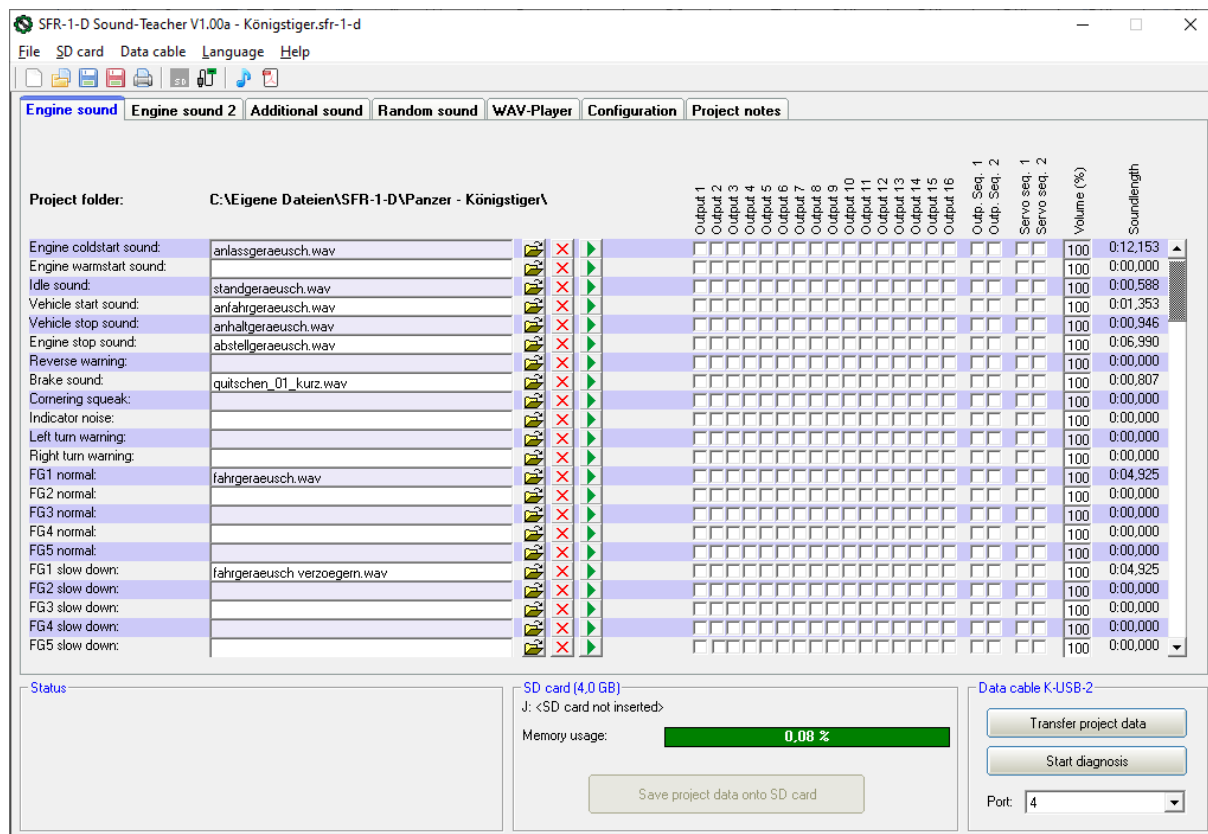 SFR-1-D Sound-Teacher V1.00a - Königstiger.sfr-1-d
File SD card Data cable Language Help
Engine sound Engine sound 2 Additional sound Random sound WAV-Player Configuration Project notes
Project folder: C:\Eigene Dateien\SFR-1-D\Panzer - Königstiger\
Output 1
Output 2
Output 3
Output 4
Output 5
Output 6
Output 7
Output 8
Output 9
Output 10
Output 11
Output 12
Output 13
Output 14
Output 15
Output 16
Outp. Seq. 1
Outp. Seq. 2
Servo seq. 1
Servo seq. 2
Volume (%)
Soundlength
Engine coldstart sound: anlassgeraeusch.wav 100 0:12,153
Engine warmstart sound: 100 0:00,000
Idle sound: standgeraeusch.wav 100 0:00,588
Vehicle start sound: anfahrgeraeusch.wav 100 0:01,353
Vehicle stop sound: anhaltgeraeusch.wav 100 0:00,946
Engine stop sound: abstellgeraeusch.wav 100 0:06,990
Reverse warning: 100 0:00,000
Brake sound: quitschen_01_kurz.wav 100 0:00,807
Cornering squeak: 100 0:00,000
Indicator noise: 100 0:00,000
Left turn warning: 100 0:00,000
Right turn warning: 100 0:00,000
FG1 normal: fahrgeraeusch.wav 100 0:04,925
FG2 normal: 100 0:00,000
FG3 normal: 100 0:00,000
FG4 normal: 100 0:00,000
FG5 normal: 100 0:00,000
FG1 slow down: fahrgeraeusch verzoegern.wav 100 0:04,925
FG2 slow down: 100 0:00,000
FG3 slow down: 100 0:00,000
FG4 slow down: 100 0:00,000
FG5 slow down: 100 0:00,000
Status
SD card (4,0 GB)
J: <SD card not inserted>
Memory usage: 0,08 %
Save project data onto SD card
Data cable K-USB-2
Transfer project data
Start diagnosis
Port: 4